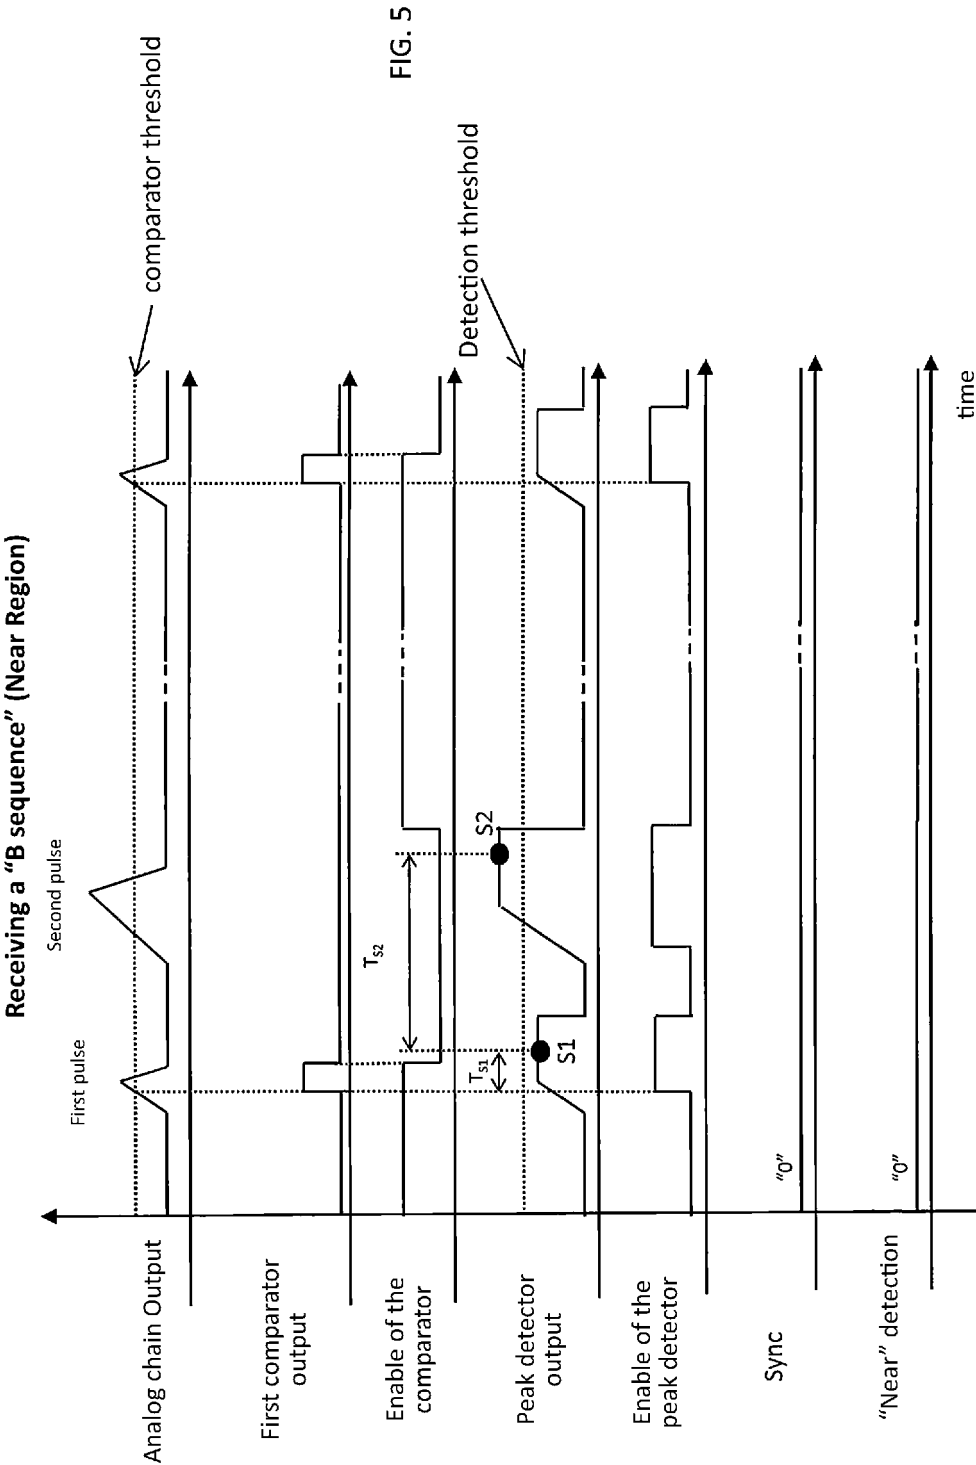 Receiving a “B sequence” (Near Region)
First pulse
Second pulse
comparator threshold
Analog chain Output
First comparator
output
Enable of the
comparator
T_S2
Detection threshold
Peak detector
output
T_S1
S1
S2
Enable of the
peak detector
Sync
“0”
“Near” detection
“0”
time
FIG. 5